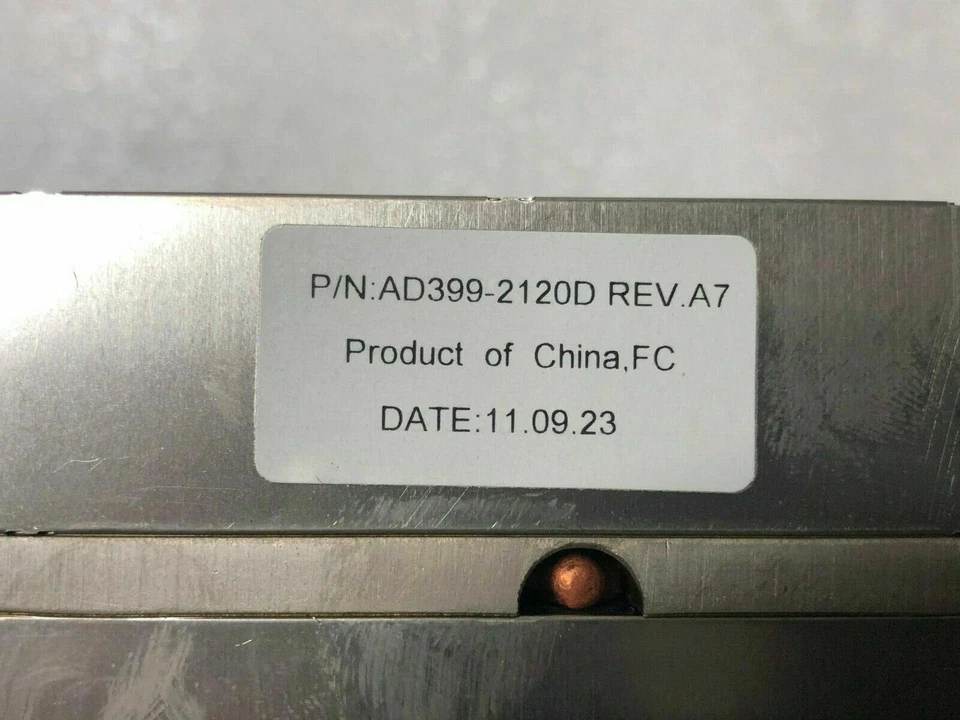 P/N:AD399-2120D REV.A7
Product of China,FC
DATE:11.09.23